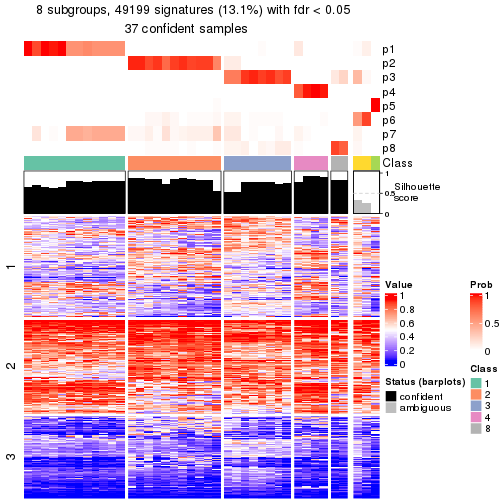 8 subgroups, 49199 signatures (13.1%) with fdr < 0.05
37 confident samples
p1
p2
p3
p4
p5
p6
p7
p8
Class
1
0.5
0
Silhouette
score
1
2
3
Value
1
0.8
0.6
0.4
0.2
0
Prob
1
0.5
0
Status (barplots)
confident
ambiguous
Class
1
2
3
4
8